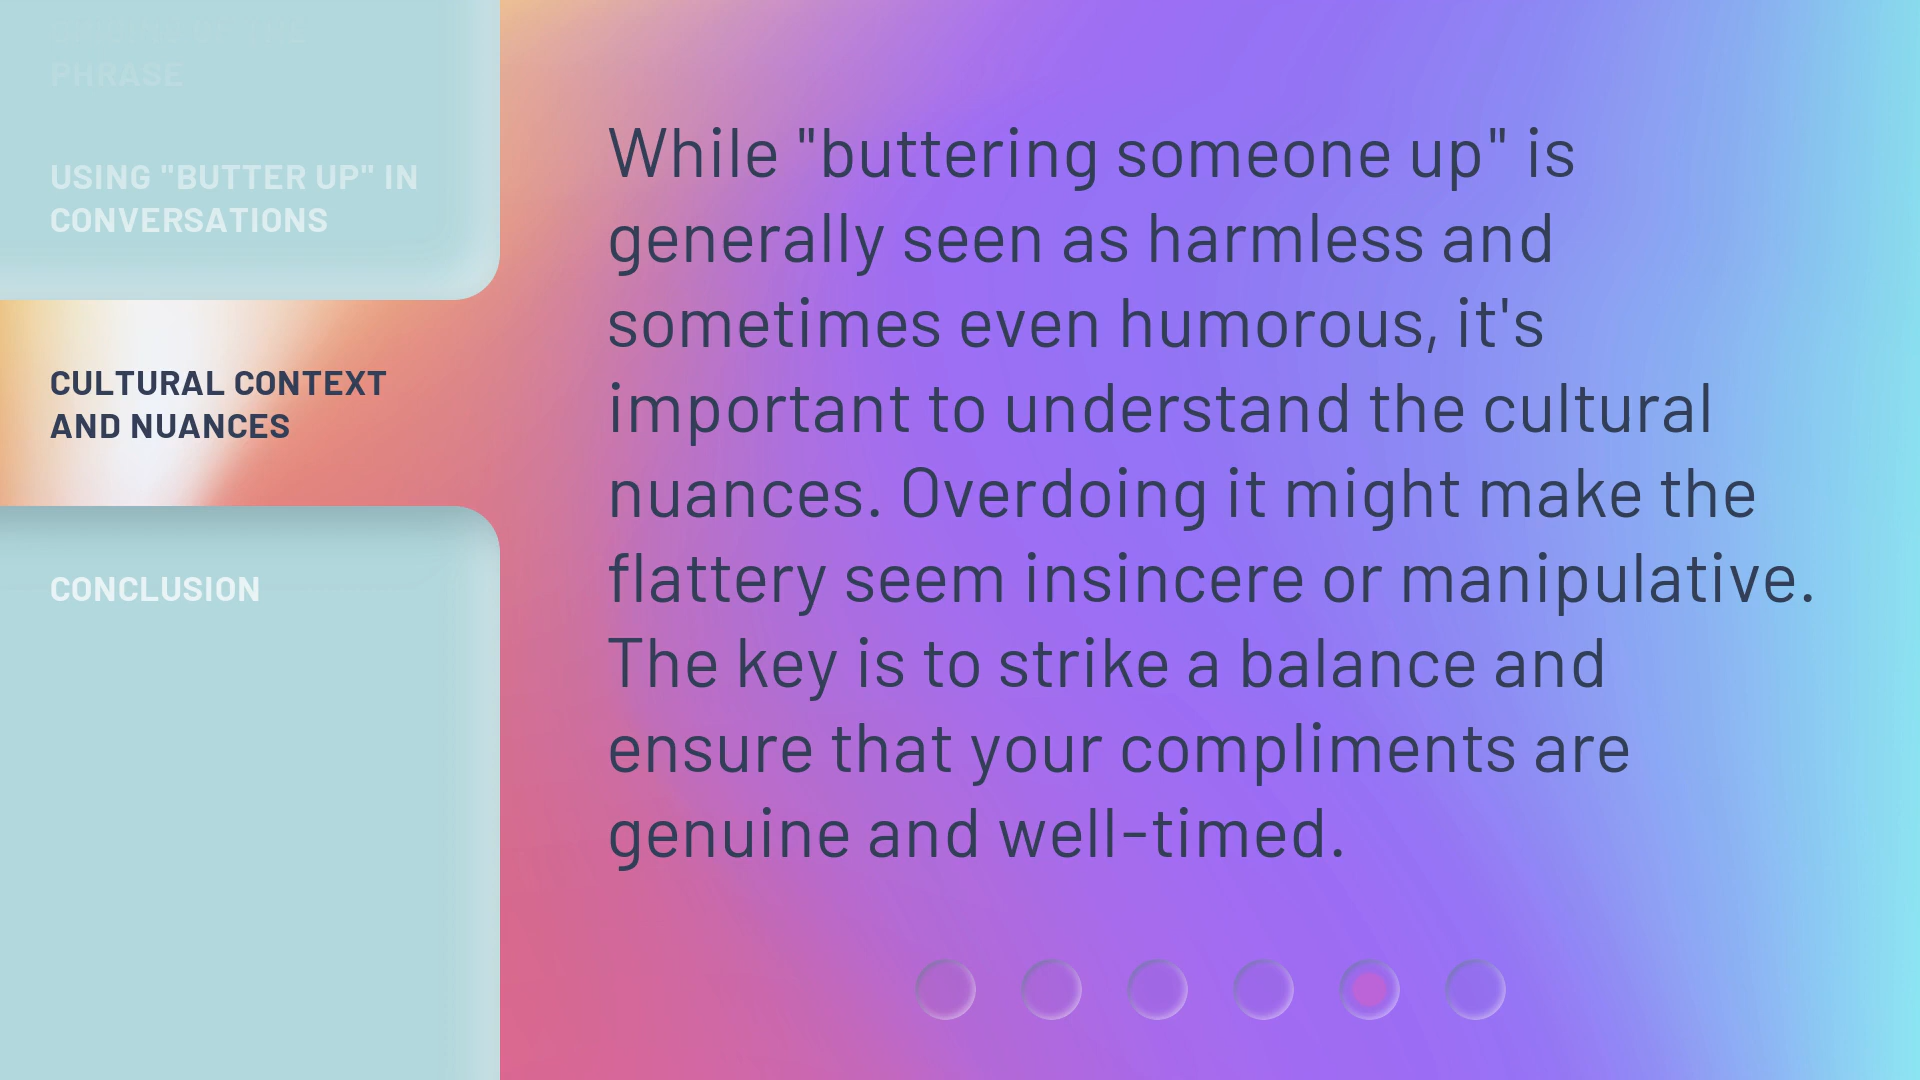 PHRASE
USING "BUTTER UP" IN
CONVERSATIONS
CULTURAL CONTEXT
AND NUANCES
CONCLUSION
While "buttering someone up" is
generally seen as harmless and
sometimes even humorous, it's
important to understand the cultural
nuances. Overdoing it might make the
flattery seem insincere or manipulative.
The key is to strike a balance and
ensure that your compliments are
genuine and well-timed.